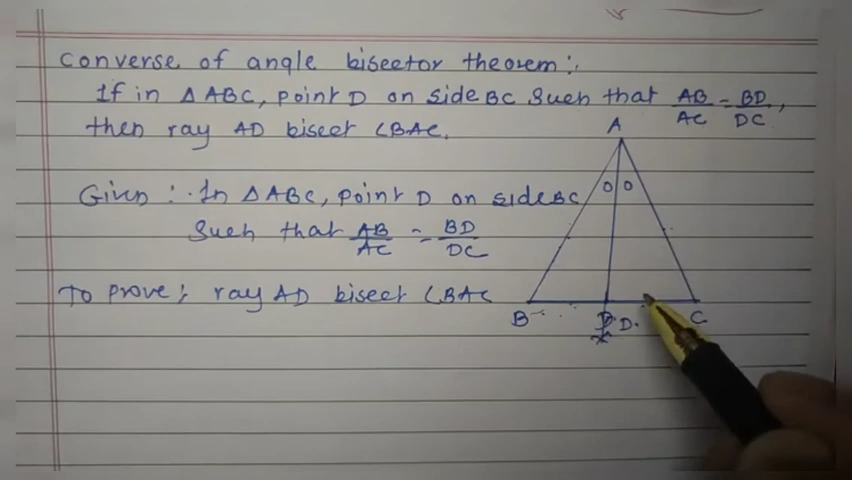 Converse of angle bisector theorem :.
If in △ABC, point D on side BC such that AB/AC = BD/DC,
then ray AD bisect ∠BAC.
A
Given :. In △ABC, point D on side BC
Such that AB/AC = BD/DC
To prove ; ray AD bisect ∠BAC
B D. C